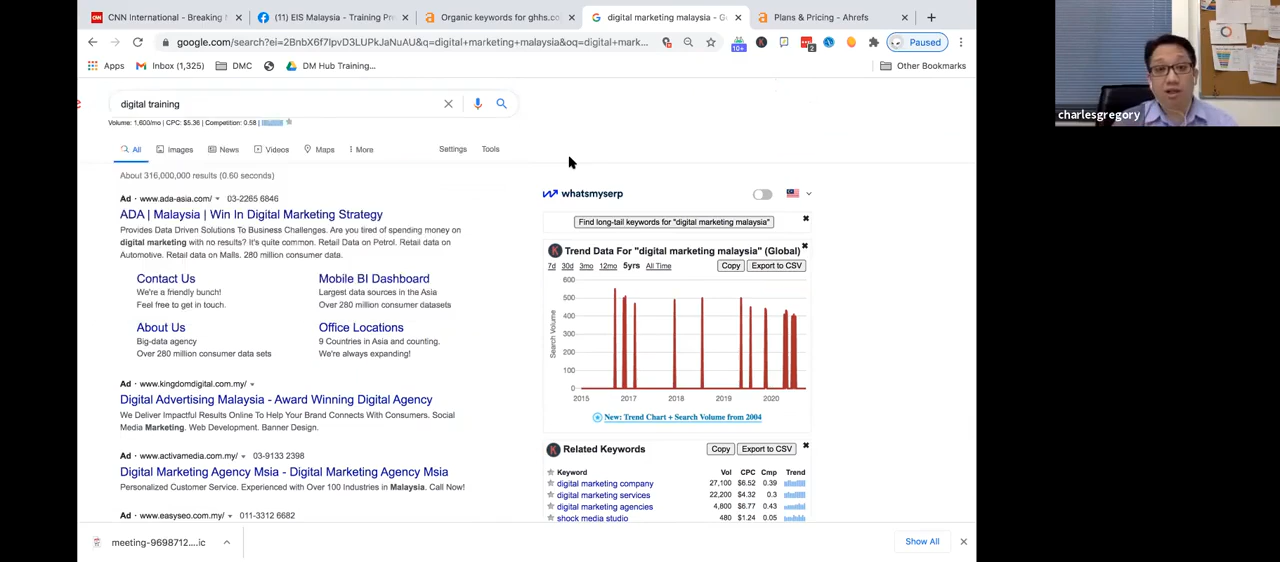 CNN International - Breaking
(11) EIS Malaysia - Training Pr
Organic keywords for ghhs.co
digital marketing malaysia - G
Plans & Pricing - Ahrefs
google.com/search?ei=2BnbX6f7IpvD3LUPkJaNuAU&q=digital+marketing+malaysia&oq=digital+mark...
10+
2
Paused
Apps
Inbox (1,325)
DMC
DM Hub Training...
Other Bookmarks
charlesgregory
digital training
Volume: 1,600/mo | CPC: $5.36 | Competition: 0.58 |
All
Images
News
Videos
Maps
More
Settings
Tools
About 316,000,000 results (0.60 seconds)
Ad · www.ada-asia.com/ 03-2265 6846
ADA | Malaysia | Win In Digital Marketing Strategy
Provides Data Driven Solutions To Business Challenges. Are you tired of spending money on
digital marketing with no results? It's quite common. Retail Data on Petrol. Retail data on
Automotive. Retail data on Malls. 280 million consumer data.
Contact Us
We're a friendly bunch!
Feel free to get in touch.
Mobile BI Dashboard
Largest data sources in the Asia
Over 280 million consumer datasets
About Us
Big-data agency
Over 280 million consumer data sets
Office Locations
9 Countries in Asia and counting.
We're always expanding!
Ad · www.kingdomdigital.com.my/
Digital Advertising Malaysia - Award Winning Digital Agency
We Deliver Impactful Results Online To Help Your Brand Connects With Consumers. Social
Media Marketing. Web Development. Banner Design.
Ad · www.activamedia.com.my/ 03-9133 2398
Digital Marketing Agency Msia - Digital Marketing Agency Msia
Personalized Customer Service. Experienced with Over 100 Industries in Malaysia. Call Now!
Ad · www.easyseo.com.my/ 011-3312 6682
whatsmyserp
Find long-tail keywords for "digital marketing malaysia"
Trend Data For "digital marketing malaysia" (Global)
7d 30d 3mo 12mo 5yrs All Time
Copy
Export to CSV
600
500
400
300
200
100
0
Search Volume
2015 2017 2018 2019 2020
New: Trend Chart + Search Volume from 2004
Related Keywords
Copy
Export to CSV
Keyword Vol CPC Cmp Trend
digital marketing company 27,100 $6.52 0.39
digital marketing services 22,200 $4.32 0.3
digital marketing agencies 4,800 $6.77 0.43
shock media studio 480 $1.24 0.05
meeting-9698712....ic
Show All